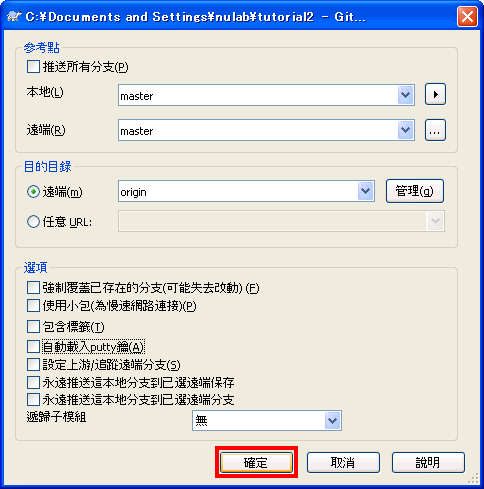 C:¥Documents and Settings¥nulab¥tutorial2 - Git...
參考點
推送所有分支(P)
本地(L)
master
遠端(R)
master
...
目的目錄
遠端(m)
origin
管理(g)
任意 URL:
選項
強制覆蓋已存在的分支(可能失去改動) (F)
使用小包(為慢速網路連接)(P)
包含標籤(T)
自動載入putty鑰(A)
設定上游/追蹤遠端分支(S)
永遠推送這本地分支到已選遠端保存
永遠推送這本地分支到已選遠端分支
遞歸子模組
無
確定
取消
說明